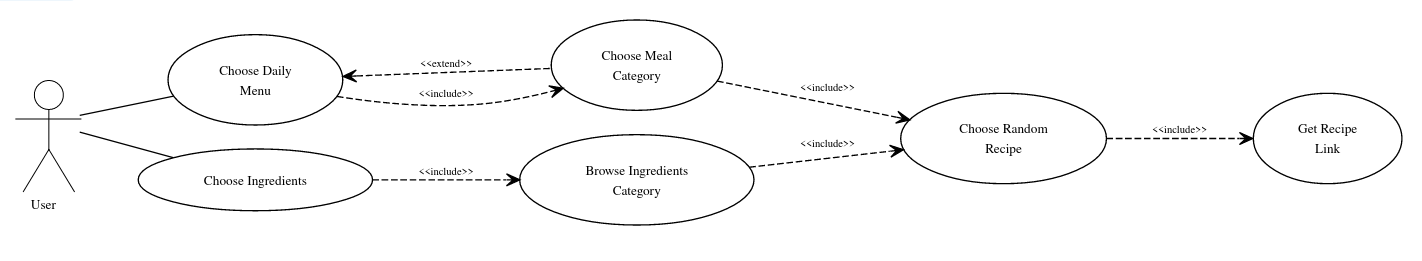 Choose Daily
Menu
<<extend>>
<<include>>
Choose Meal
Category
<<include>>
Choose Ingredients
<<include>>
Browse Ingredients
Category
<<include>>
Choose Random
Recipe
<<include>>
Get Recipe
Link
User